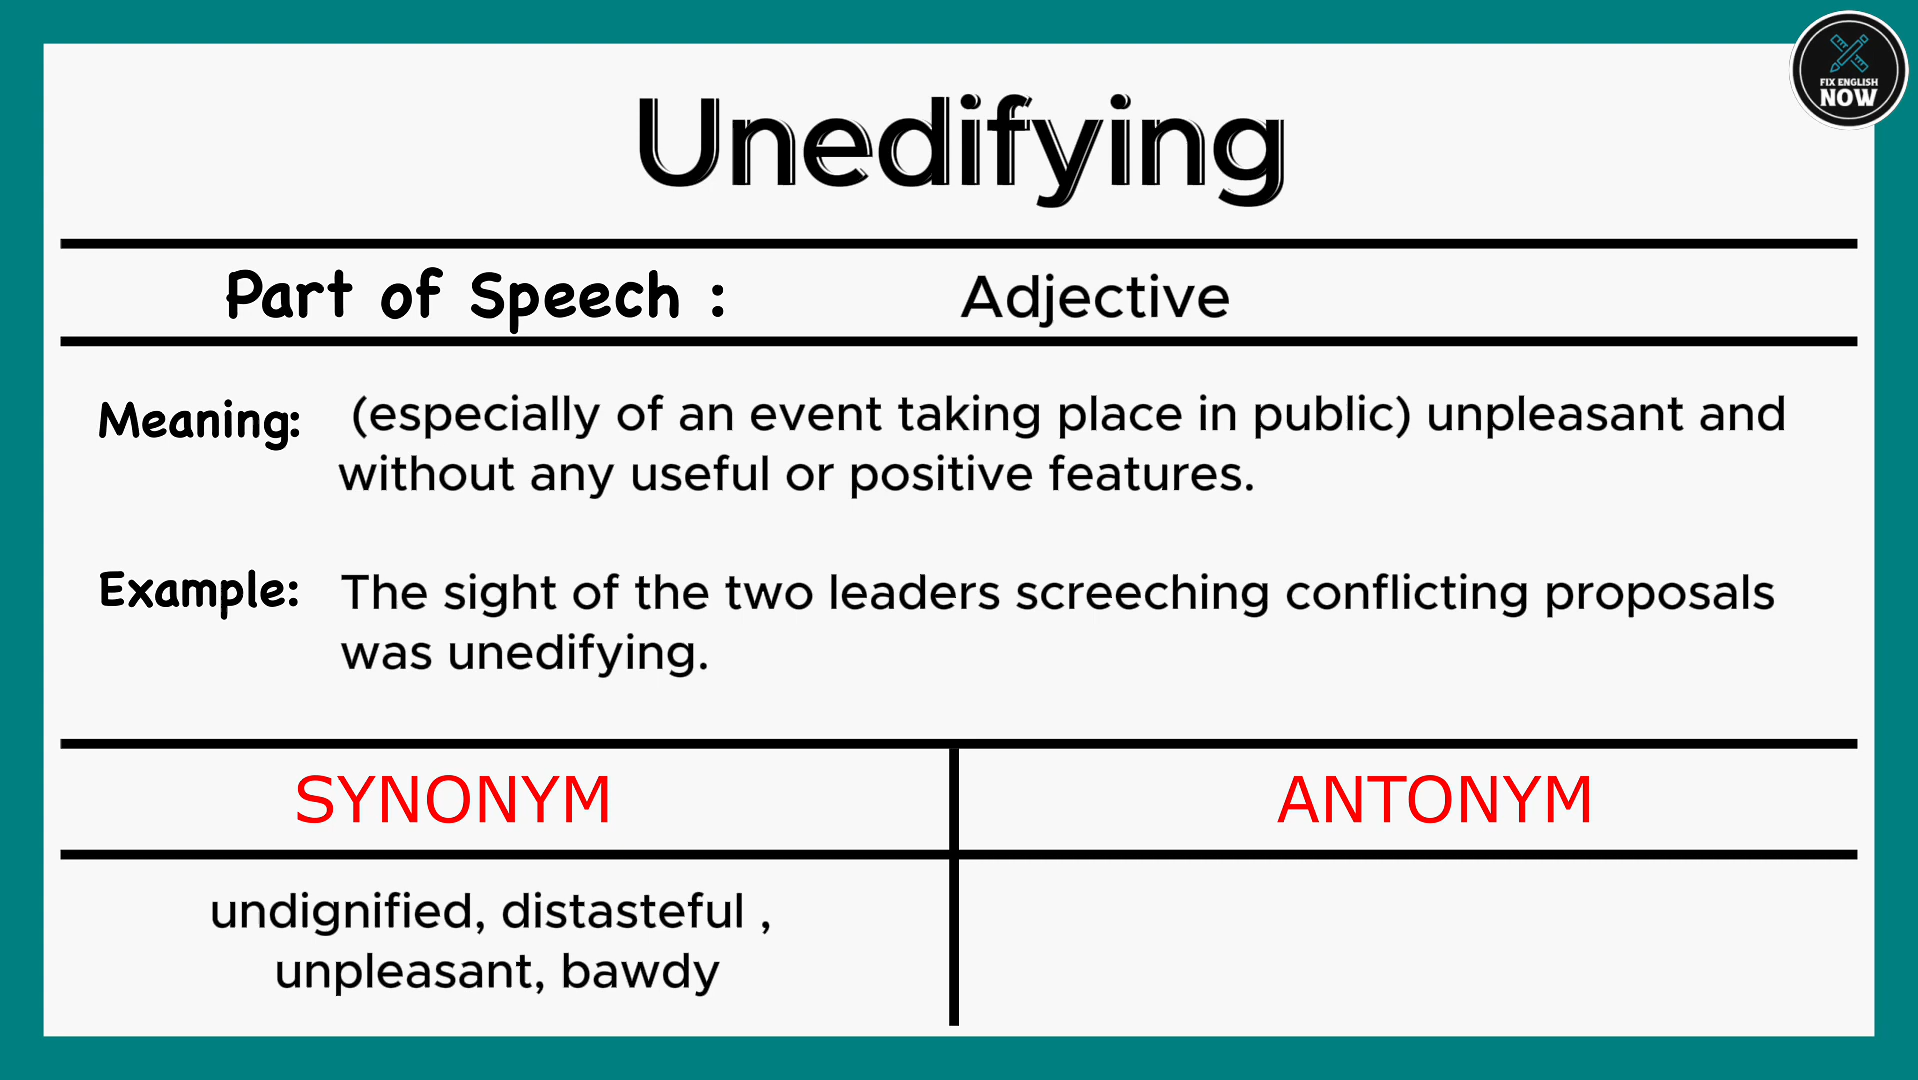 FIX ENGLISH
NOW
Unedifying
Part of Speech : Adjective
Meaning: (especially of an event taking place in public) unpleasant and
without any useful or positive features.
Example: The sight of the two leaders screeching conflicting proposals
was unedifying.
SYNONYM
ANTONYM
undignified, distasteful ,
unpleasant, bawdy